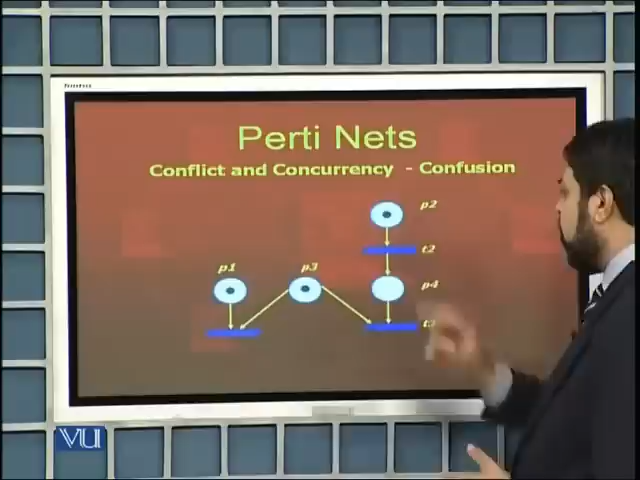 Perti Nets
Conflict and Concurrency - Confusion
p2
t2
p1
p3
p4
VU